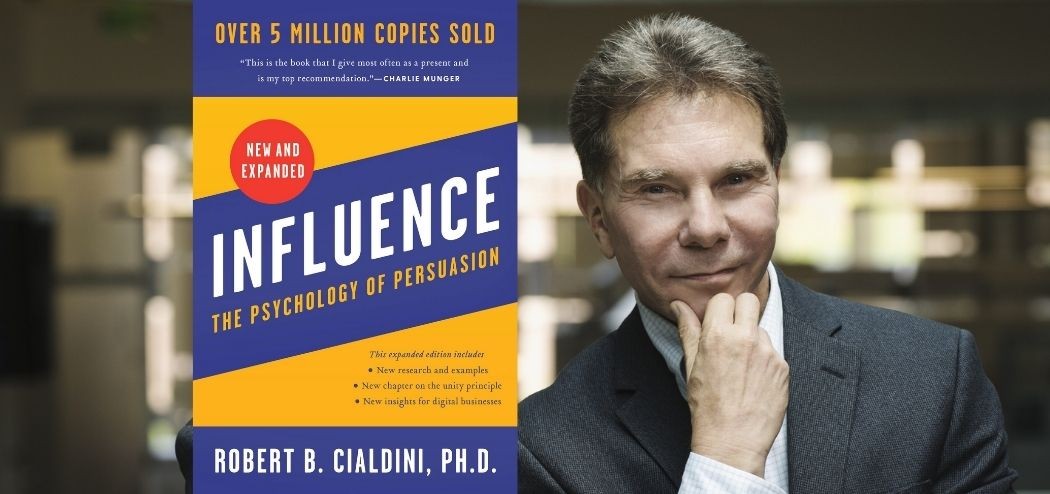 OVER 5 MILLION COPIES SOLD
“This is the book that I give most often as a present and
is my top recommendation.”—CHARLIE MUNGER
NEW AND
EXPANDED
INFLUENCE
THE PSYCHOLOGY OF PERSUASION
This expanded edition includes
• New research and examples
• New chapter on the unity principle
• New insights for digital businesses
ROBERT B. CIALDINI, PH.D.